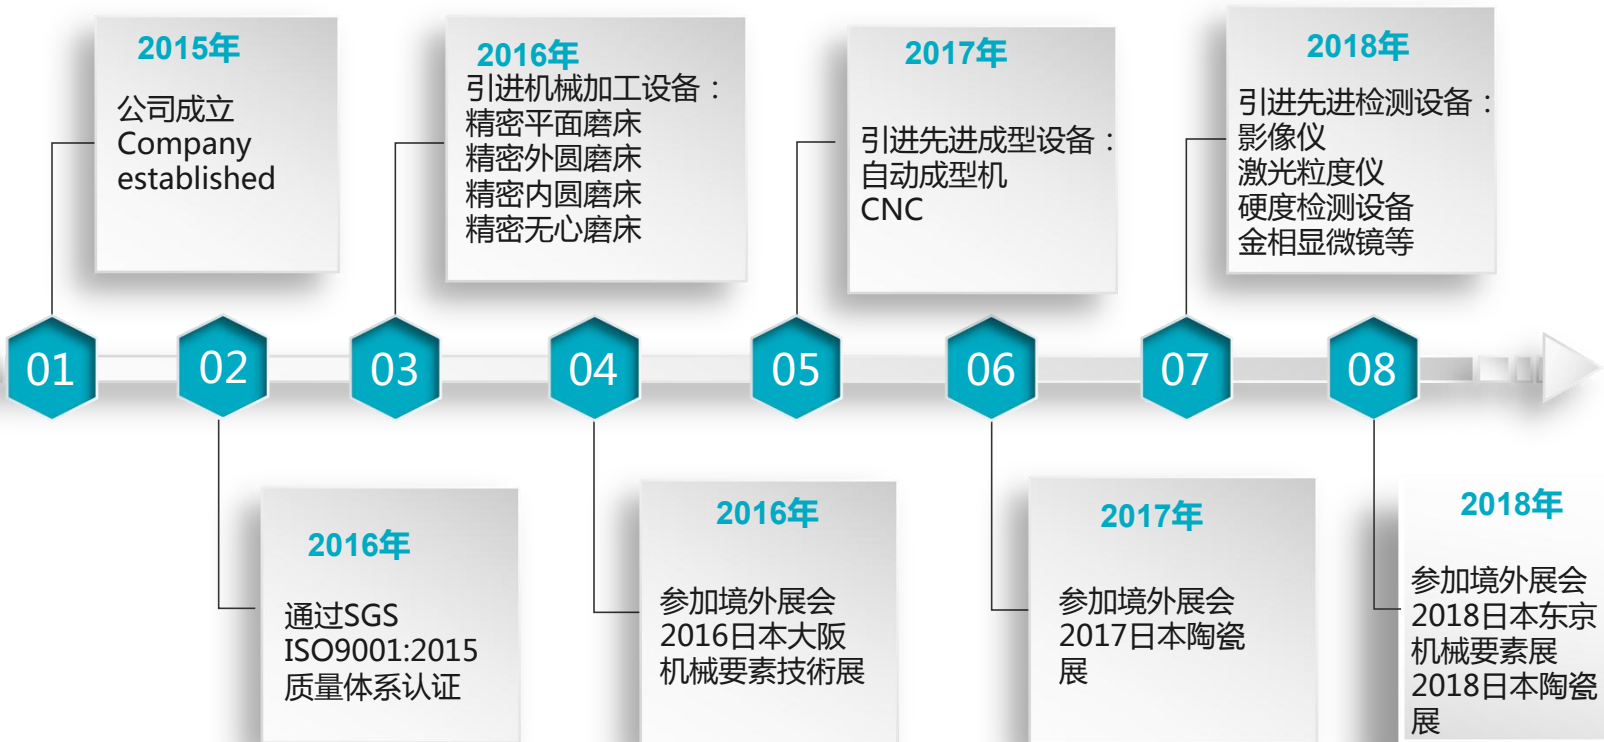 2015年
公司成立
Company
established
2016年
引进机械加工设备：
精密平面磨床
精密外圆磨床
精密内圆磨床
精密无心磨床
2017年
引进先进成型设备：
自动成型机
CNC
2018年
引进先进检测设备：
影像仪
激光粒度仪
硬度检测设备
金相显微镜等
01
02
03
04
05
06
07
08
2016年
通过SGS
ISO9001:2015
质量体系认证
2016年
参加境外展会
2016日本大阪
机械要素技術展
2017年
参加境外展会
2017日本陶瓷
展
2018年
参加境外展会
2018日本东京
机械要素展
2018日本陶瓷
展